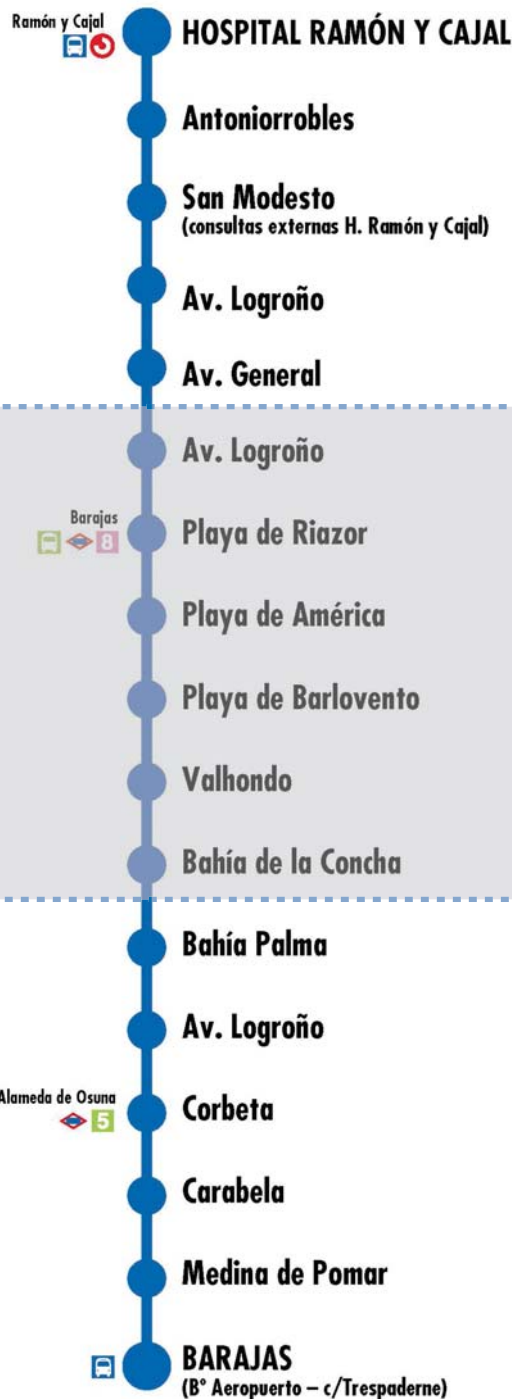 Ramón y Cajal
HOSPITAL RAMÓN Y CAJAL
Antoniorrobles
San Modesto
(consultas externas H. Ramón y Cajal)
Av. Logroño
Av. General
Av. Logroño
Barajas
8
Playa de Riazor
Playa de América
Playa de Barlovento
Valhondo
Bahía de la Concha
Bahía Palma
Av. Logroño
Alameda de Osuna
5
Corbeta
Carabela
Medina de Pomar
BARAJAS
(Bº Aeropuerto – c/Trespaderne)